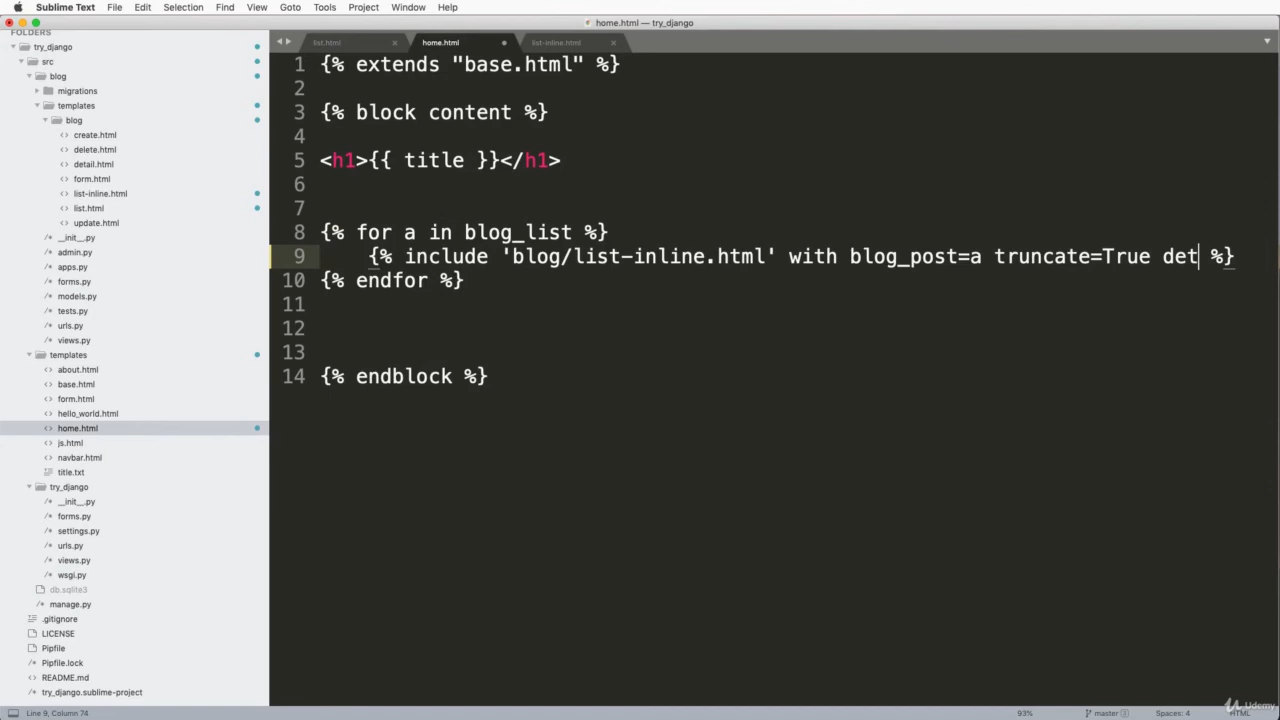 Sublime Text File Edit Selection Find View Goto Tools Project Window Help
home.html — try_django
FOLDERS
try_django
src
blog
migrations
templates
blog
create.html
delete.html
detail.html
form.html
list-inline.html
list.html
update.html
__init__.py
admin.py
apps.py
forms.py
models.py
tests.py
urls.py
views.py
templates
about.html
base.html
form.html
hello_world.html
home.html
js.html
navbar.html
title.txt
try_django
__init__.py
forms.py
settings.py
urls.py
views.py
wsgi.py
db.sqlite3
manage.py
.gitignore
LICENSE
Pipfile
Pipfile.lock
README.md
try_django.sublime-project
list.html home.html list-inline.html
1 {% extends "base.html" %}
2
3 {% block content %}
4
5 <h1>{{ title }}</h1>
6
7
8 {% for a in blog_list %}
9 {% include 'blog/list-inline.html' with blog_post=a truncate=True det %}
10 {% endfor %}
11
12
13
14 {% endblock %}
Line 9, Column 74 93% master 2 Spaces: 4 HTML
Udemy